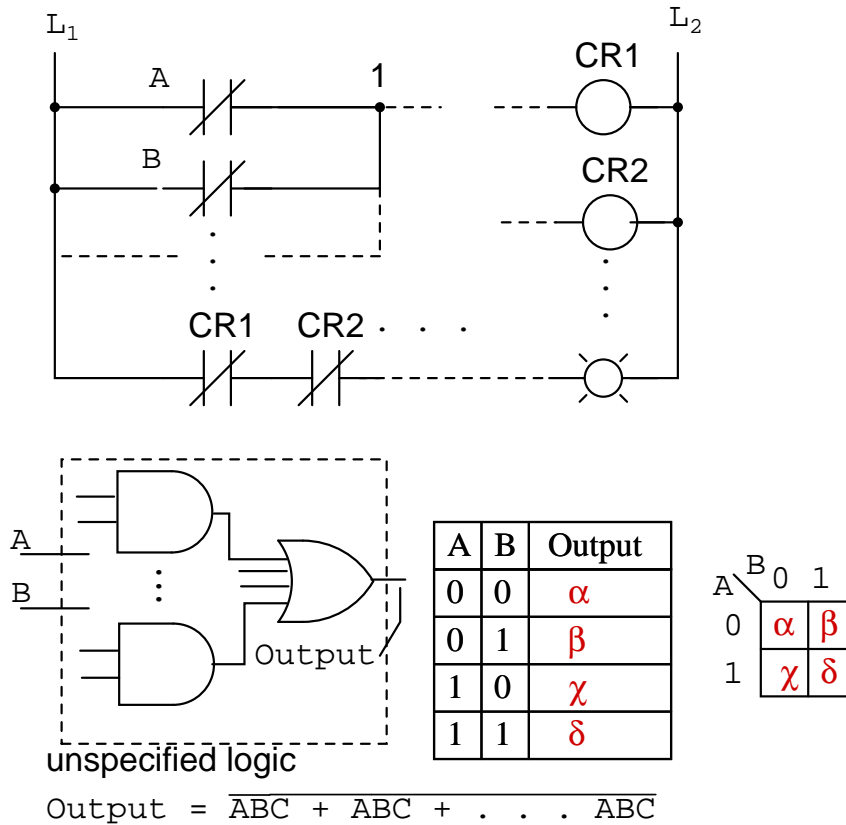 L₁ L₂
CR1
A 1
B
CR2
CR1 CR2 . . .
A
B
Output
unspecified logic
A B Output
0 0 α
0 1 β
1 0 χ
1 1 δ
B 0 1
A
0 α β
1 χ δ
Output = ABC + ABC + . . . ABC